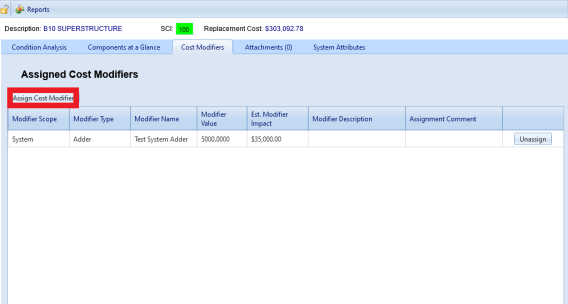 Reports
Description: B10 SUPERSTRUCTURE SCI: 100 Replacement Cost: $303,092.78
Condition Analysis Components at a Glance Cost Modifiers Attachments (0) System Attributes
Assigned Cost Modifiers
Assign Cost Modifier
Modifier Scope Modifier Type Modifier Name Modifier Value Est. Modifier Impact Modifier Description Assignment Comment
System Adder Test System Adder 5000.0000 $35,000.00 Unassign